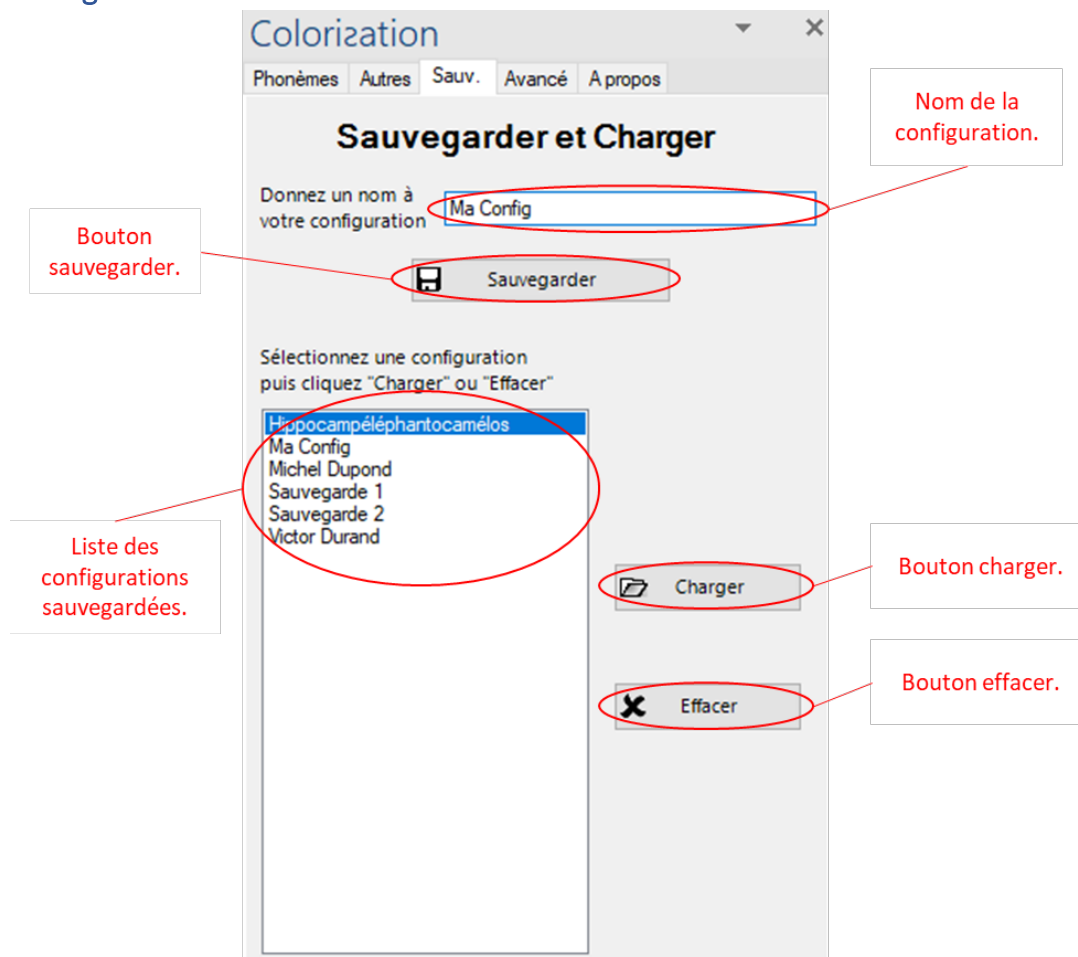 Coloriƨation
Phonèmes Autres Sauv. Avancé A propos
Nom de la
configuration.
Sauvegarder et Charger
Donnez un nom à
votre configuration
Ma Config
Bouton
sauvegarder.
Sauvegarder
Sélectionnez une configuration
puis cliquez "Charger" ou "Effacer"
Hippocampéléphantocamélos
Ma Config
Michel Dupond
Sauvegarde 1
Sauvegarde 2
Victor Durand
Liste des
configurations
sauvegardées.
Charger
Bouton charger.
Effacer
Bouton effacer.